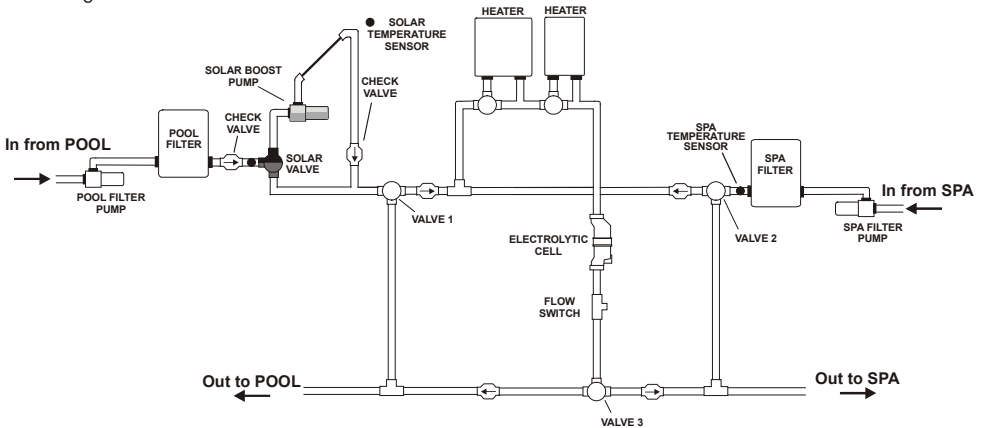 HEATER
HEATER
SOLAR
TEMPERATURE
SENSOR
SOLAR BOOST
PUMP
CHECK
VALVE
CHECK
VALVE
In from POOL
POOL
FILTER
SOLAR
VALVE
POOL FILTER
PUMP
SPA
TEMPERATURE
SENSOR
SPA
FILTER
In from SPA
VALVE 1
VALVE 2
SPA FILTER
PUMP
ELECTROLYTIC
CELL
FLOW
SWITCH
Out to POOL
Out to SPA
VALVE 3